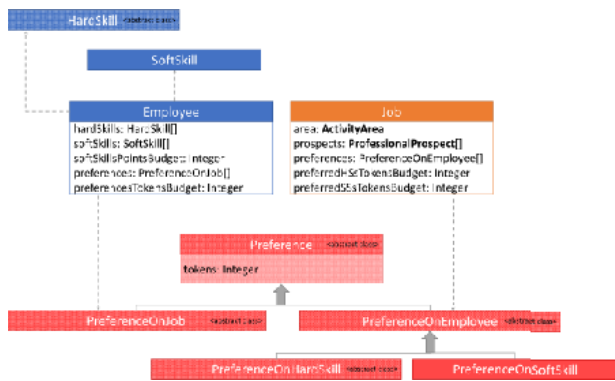 HardSkill <abstract class>
SoftSkill
Employee
hardSkills: HardSkill[]
softSkills: SoftSkill[]
softSkillsPointsBudget: Integer
preferences: PreferenceOnJob[]
preferencesTokensBudget: Integer
Job
area: ActivityArea
prospects: ProfessionalProspect[]
preferences: PreferenceOnEmployee[]
preferredHSsTokensBudget: Integer
preferredSSsTokensBudget: Integer
Preference <abstract class>
tokens: Integer
PreferenceOnJob <abstract class>
PreferenceOnEmployee <abstract class>
PreferenceOnHardSkill <abstract class>
PreferenceOnSoftSkill